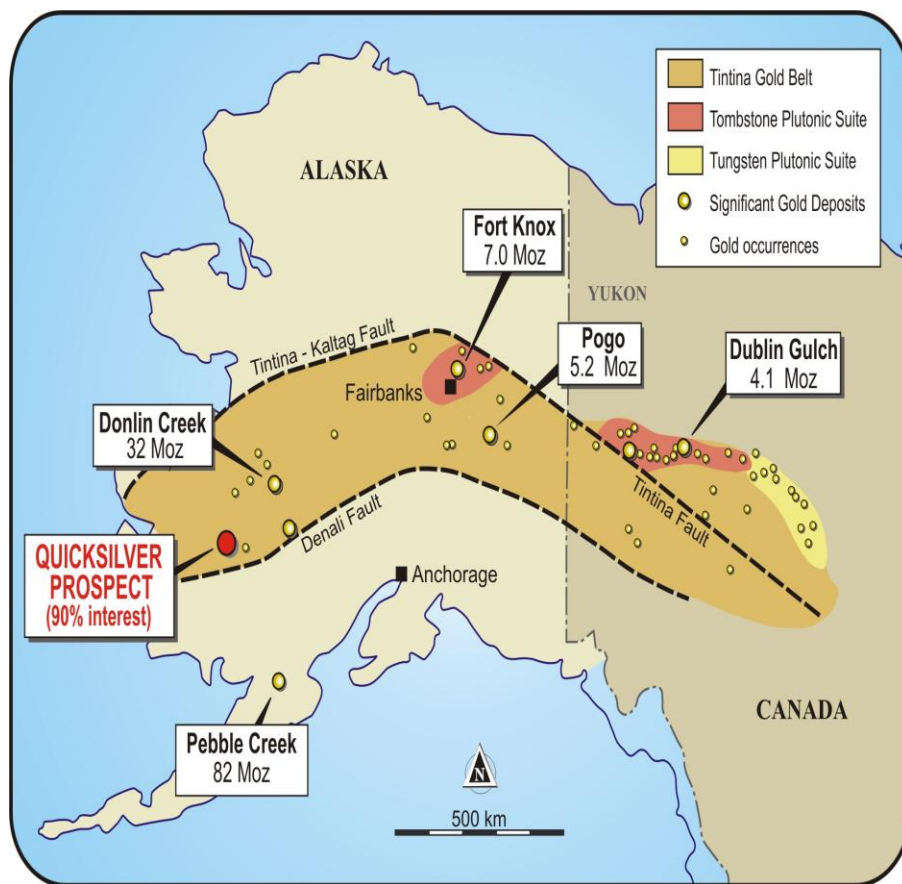 Tintina Gold Belt
Tombstone Plutonic Suite
Tungsten Plutonic Suite
Significant Gold Deposits
Gold occurrences
ALASKA
Fort Knox
7.0 Moz
YUKON
Pogo
5.2 Moz
Dublin Gulch
4.1 Moz
Tintina - Kaltag Fault
Fairbanks
Donlin Creek
32 Moz
Denali Fault
Tintina Fault
QUICKSILVER
PROSPECT
(90% interest)
Anchorage
Pebble Creek
82 Moz
CANADA
N
500 km